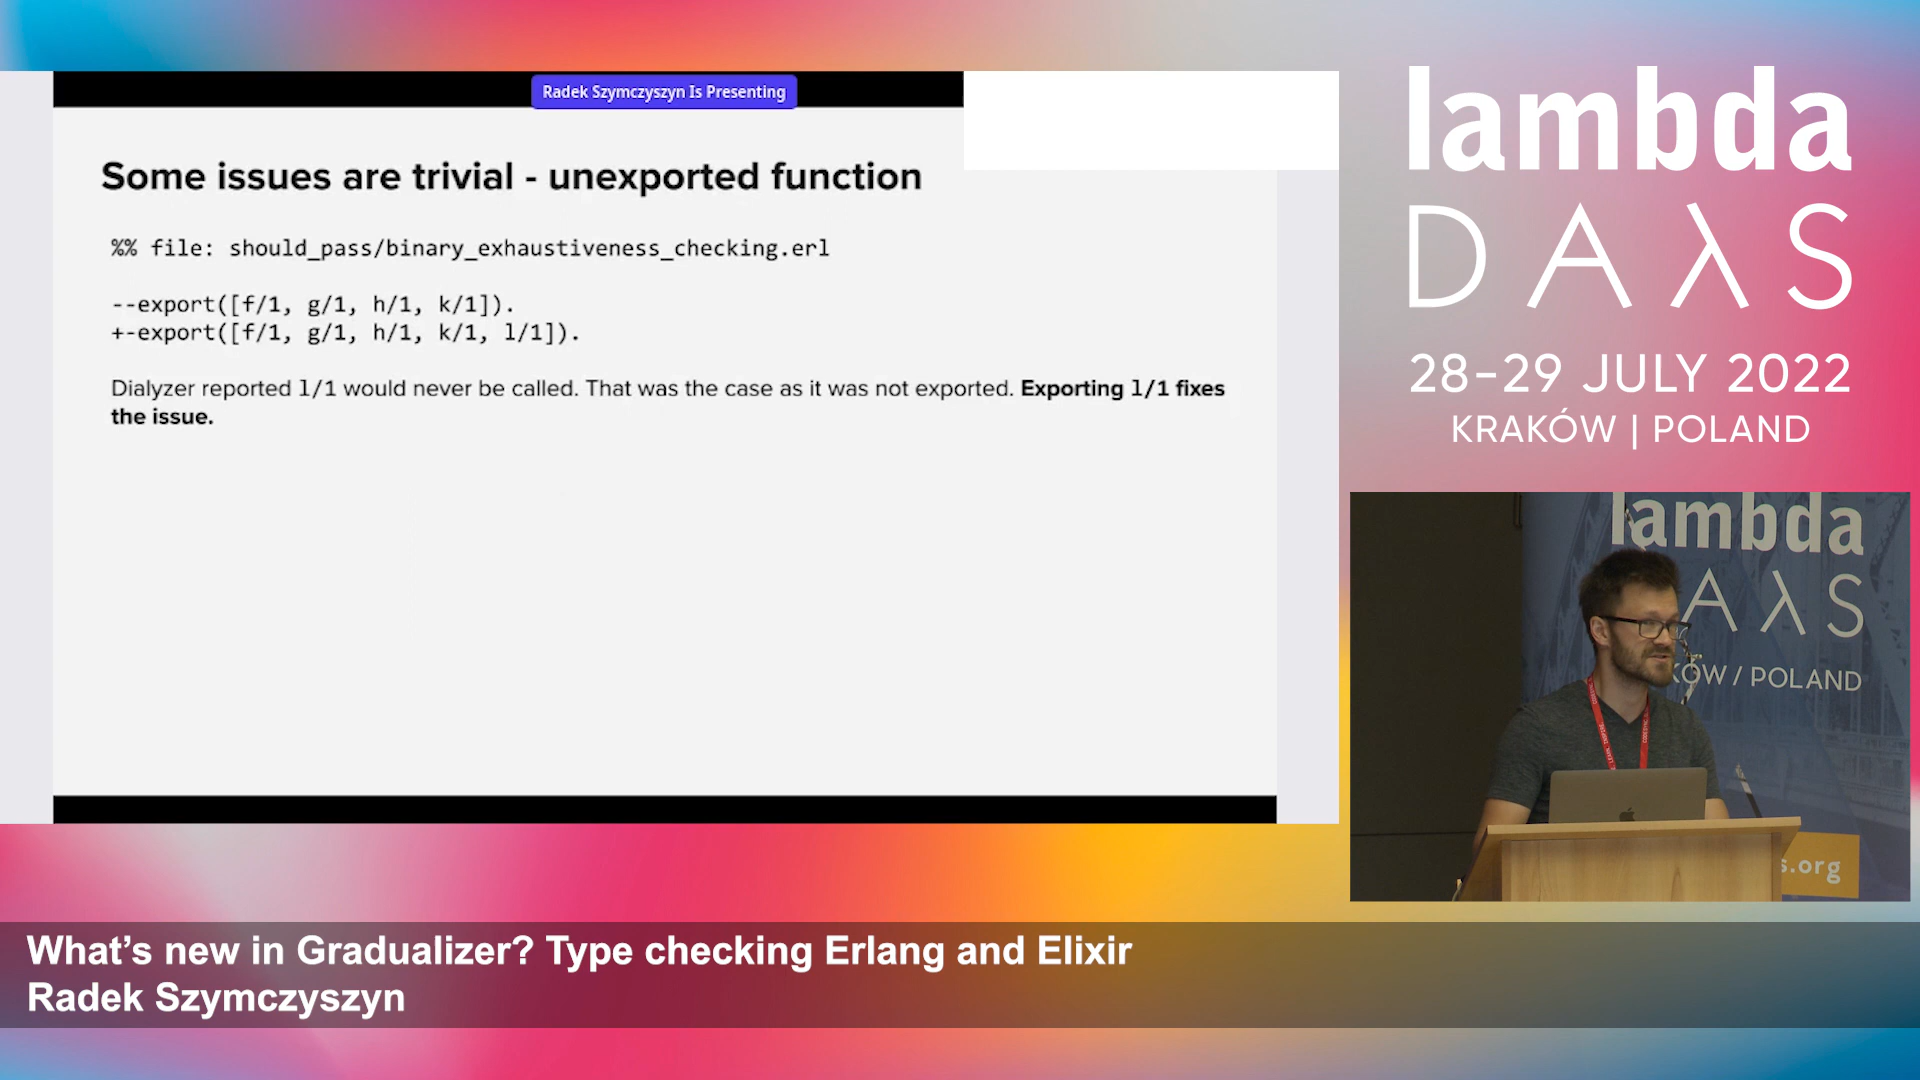 Radek Szymczyszyn Is Presenting
Some issues are trivial - unexported function
%% file: should_pass/binary_exhaustiveness_checking.erl
--export([f/1, g/1, h/1, k/1]).
+-export([f/1, g/1, h/1, k/1, l/1]).
Dialyzer reported l/1 would never be called. That was the case as it was not exported. Exporting l/1 fixes
the issue.
lambda
DAλS
28-29 JULY 2022
KRAKÓW | POLAND
lambda
AλS
KÓW / POLAND
s.org
What's new in Gradualizer? Type checking Erlang and Elixir
Radek Szymczyszyn